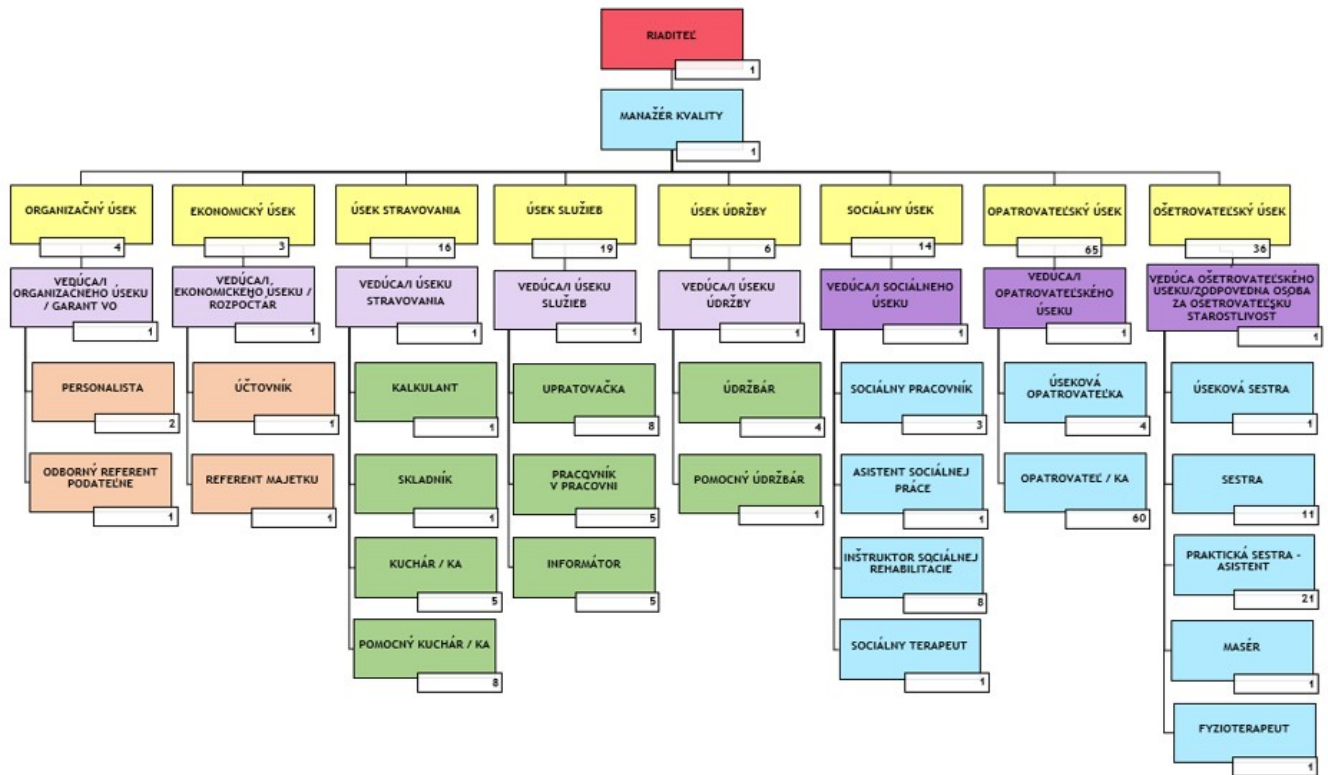 RIADITEĽ
1
MANAŽÉR KVALITY
1
ORGANIZAČNÝ ÚSEK
4
VEDÚCA/I
ORGANIZAČNÉHO ÚSEKU
/ GARANT VO
1
PERSONALISTA
2
ODBORNÝ REFERENT
PODATEĽNE
1
EKONOMICKÝ ÚSEK
3
VEDÚCA/I,
EKONOMICKÉHO ÚSEKU /
ROZPOČTÁR
1
ÚČTOVNÍK
1
REFERENT MAJETKU
1
ÚSEK STRAVOVANIA
16
VEDÚCA/I ÚSEKU
STRAVOVANIA
1
KALKULANT
1
SKLADNÍK
1
KUCHÁR / KA
5
POMOCNÝ KUCHÁR / KA
8
ÚSEK SLUŽIEB
19
VEDÚCA/I ÚSEKU
SLUŽIEB
1
UPRATOVAČKA
8
PRACOVNÍK
V PRACOVNI
5
INFORMÁTOR
5
ÚSEK ÚDRŽBY
6
VEDÚCA/I ÚSEKU
ÚDRŽBY
1
ÚDRŽBÁR
4
POMOCNÝ ÚDRŽBÁR
1
SOCIÁLNY ÚSEK
14
VEDÚCA/I SOCIÁLNEHO
ÚSEKU
1
SOCIÁLNY PRACOVNÍK
3
ASISTENT SOCIÁLNEJ
PRÁCE
1
INŠTRUKTOR SOCIÁLNEJ
REHABILITACIE
8
SOCIÁLNY TERAPEUT
1
OPATROVATEĽSKÝ ÚSEK
65
VEDÚCA/I
OPATROVATEĽSKÉHO
ÚSEKU
1
ÚSEKOVÁ
OPATROVATEĽKA
4
OPATROVATEĽ / KA
60
OŠETROVATEĽSKÝ ÚSEK
36
VEDÚCA OŠETROVATEĽSKÉHO
ÚSEKU/ZODPOVEDNÁ OSOBA
ZA OŠETROVATEĽSKÚ
STAROSTLIVOSŤ
1
ÚSEKOVÁ SESTRA
1
SESTRA
11
PRAKTICKÁ SESTRA -
ASISTENT
21
MASÉR
1
FYZIOTERAPEUT
1